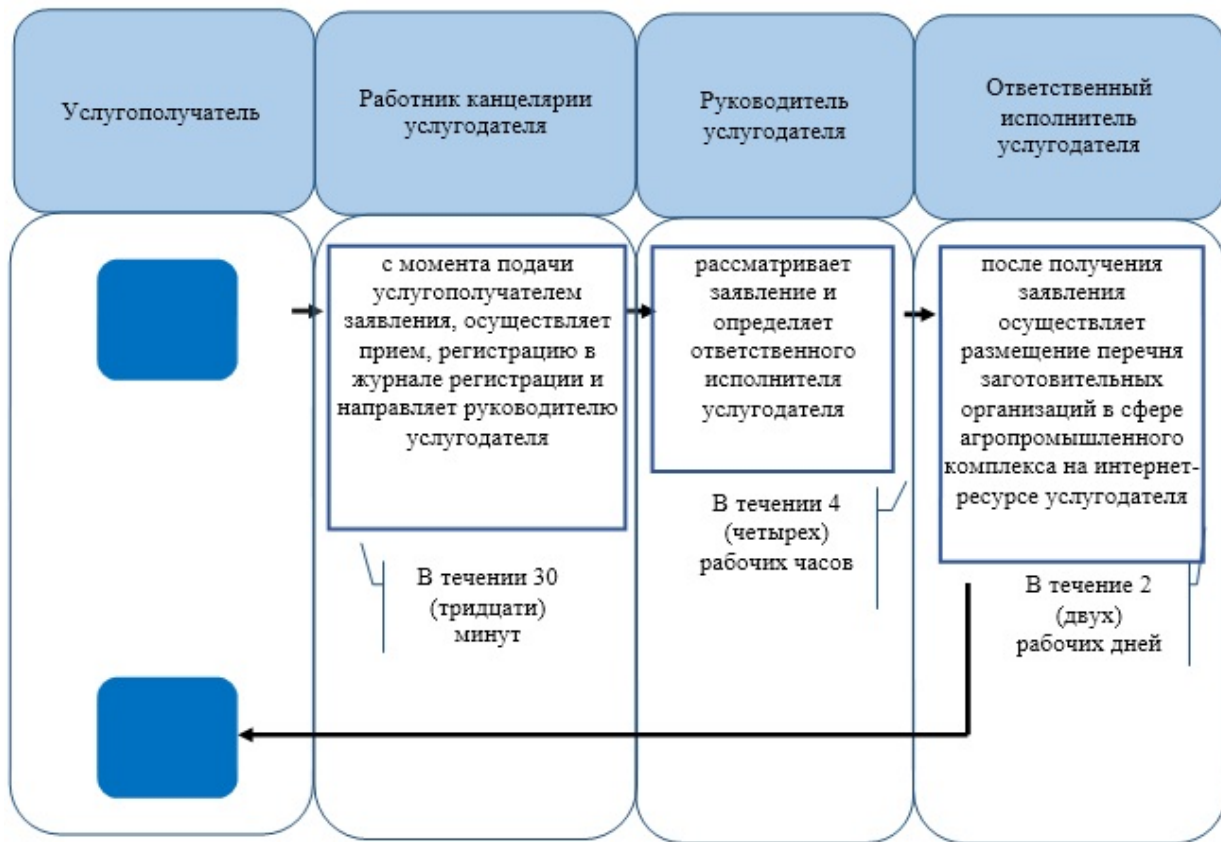 Услугополучатель
Работник канцелярии
услугодателя
Руководитель
услугодателя
Ответственный
исполнитель
услугодателя
с момента подачи
услугополучателем
заявления, осуществляет
прием, регистрацию в
журнале регистрации и
направляет руководителю
услугодателя
рассматривает
заявление и
определяет
ответственного
исполнителя
услугодателя
после получения
заявления
осуществляет
размещение перечня
заготовительных
организаций в сфере
агропромышленного
комплекса на интернет-
ресурсе услугодателя
В течении 30
(тридцати)
минут
В течении 4
(четырех)
рабочих часов
В течение 2
(двух)
рабочих дней